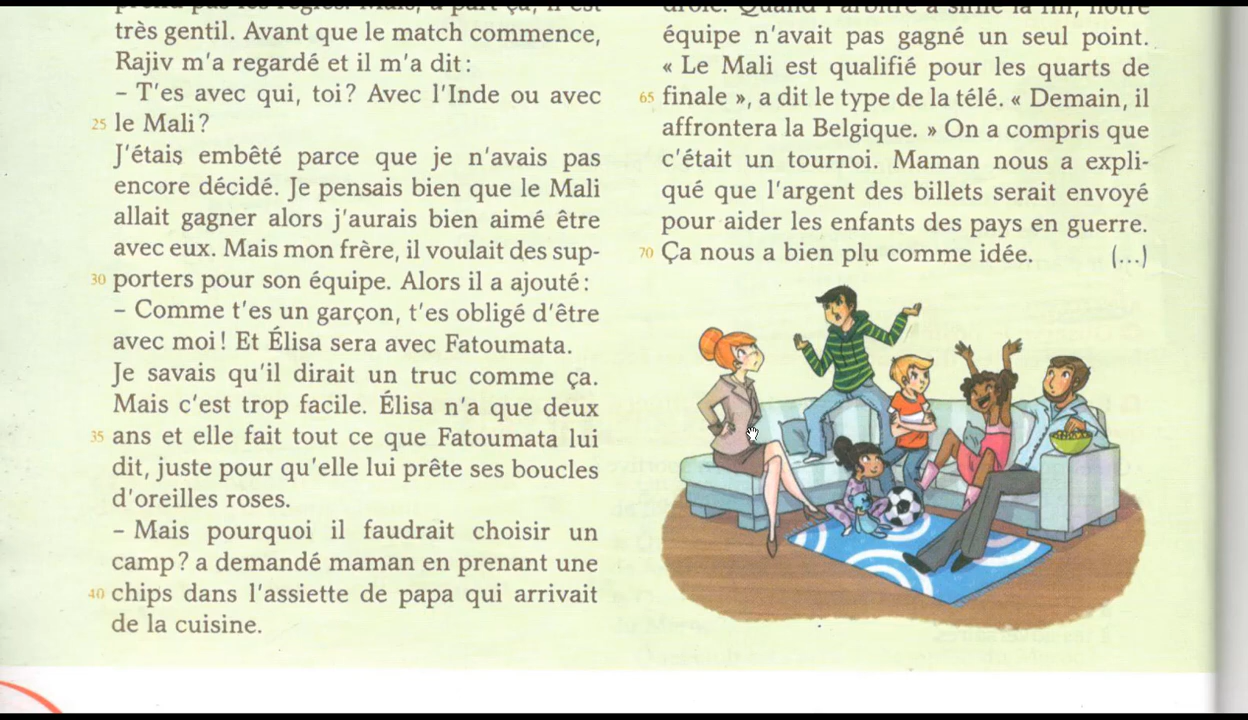 très gentil. Avant que le match commence,
Rajiv m'a regardé et il m'a dit :
– T'es avec qui, toi ? Avec l'Inde ou avec
25 le Mali ?
J'étais embêté parce que je n'avais pas
encore décidé. Je pensais bien que le Mali
allait gagner alors j'aurais bien aimé être
avec eux. Mais mon frère, il voulait des sup-
30 porters pour son équipe. Alors il a ajouté :
– Comme t'es un garçon, t'es obligé d'être
avec moi ! Et Élisa sera avec Fatoumata.
Je savais qu'il dirait un truc comme ça.
Mais c'est trop facile. Élisa n'a que deux
35 ans et elle fait tout ce que Fatoumata lui
dit, juste pour qu'elle lui prête ses boucles
d'oreilles roses.
– Mais pourquoi il faudrait choisir un
camp ? a demandé maman en prenant une
40 chips dans l'assiette de papa qui arrivait
de la cuisine.
équipe n'avait pas gagné un seul point.
« Le Mali est qualifié pour les quarts de
65 finale », a dit le type de la télé. « Demain, il
affrontera la Belgique. » On a compris que
c'était un tournoi. Maman nous a expli-
qué que l'argent des billets serait envoyé
pour aider les enfants des pays en guerre.
70 Ça nous a bien plu comme idée. (...)